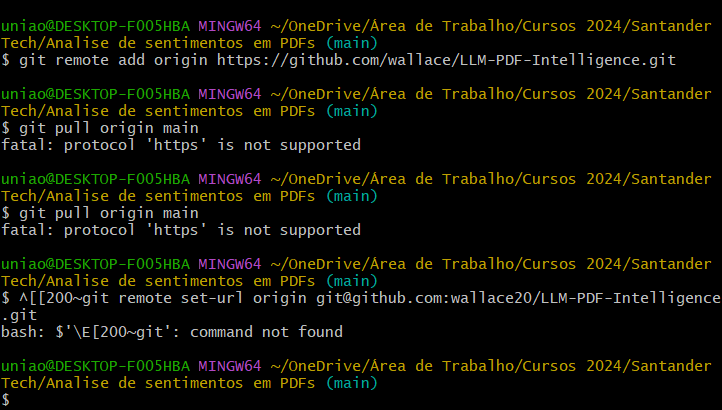 uniao@DESKTOP-F005HBA MINGW64 ~/OneDrive/Área de Trabalho/Cursos 2024/Santander
Tech/Analise de sentimentos em PDFs (main)
$ git remote add origin https://github.com/wallace/LLM-PDF-Intelligence.git
uniao@DESKTOP-F005HBA MINGW64 ~/OneDrive/Área de Trabalho/Cursos 2024/Santander
Tech/Analise de sentimentos em PDFs (main)
$ git pull origin main
fatal: protocol 'https' is not supported
uniao@DESKTOP-F005HBA MINGW64 ~/OneDrive/Área de Trabalho/Cursos 2024/Santander
Tech/Analise de sentimentos em PDFs (main)
$ git pull origin main
fatal: protocol 'https' is not supported
uniao@DESKTOP-F005HBA MINGW64 ~/OneDrive/Área de Trabalho/Cursos 2024/Santander
Tech/Analise de sentimentos em PDFs (main)
$ ^[[200~git remote set-url origin git@github.com:wallace20/LLM-PDF-Intelligence
.git
bash: $'\E[200~git': command not found
uniao@DESKTOP-F005HBA MINGW64 ~/OneDrive/Área de Trabalho/Cursos 2024/Santander
Tech/Analise de sentimentos em PDFs (main)
$